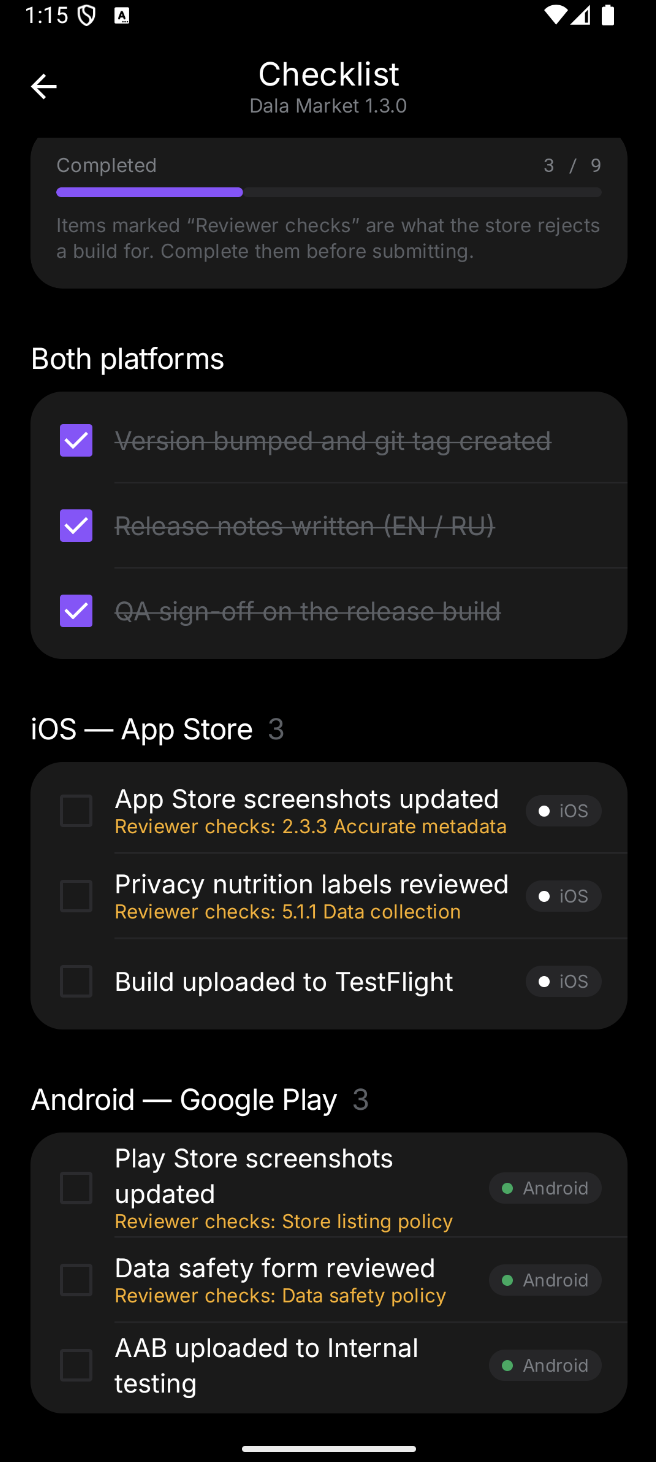 1:15
Checklist
Dala Market 1.3.0
Completed 3 / 9
Items marked “Reviewer checks” are what the store rejects
a build for. Complete them before submitting.
Both platforms
Version bumped and git tag created
Release notes written (EN / RU)
QA sign-off on the release build
iOS — App Store 3
App Store screenshots updated
Reviewer checks: 2.3.3 Accurate metadata
iOS
Privacy nutrition labels reviewed
Reviewer checks: 5.1.1 Data collection
iOS
Build uploaded to TestFlight
iOS
Android — Google Play 3
Play Store screenshots
updated
Reviewer checks: Store listing policy
Android
Data safety form reviewed
Reviewer checks: Data safety policy
Android
AAB uploaded to Internal
testing
Android